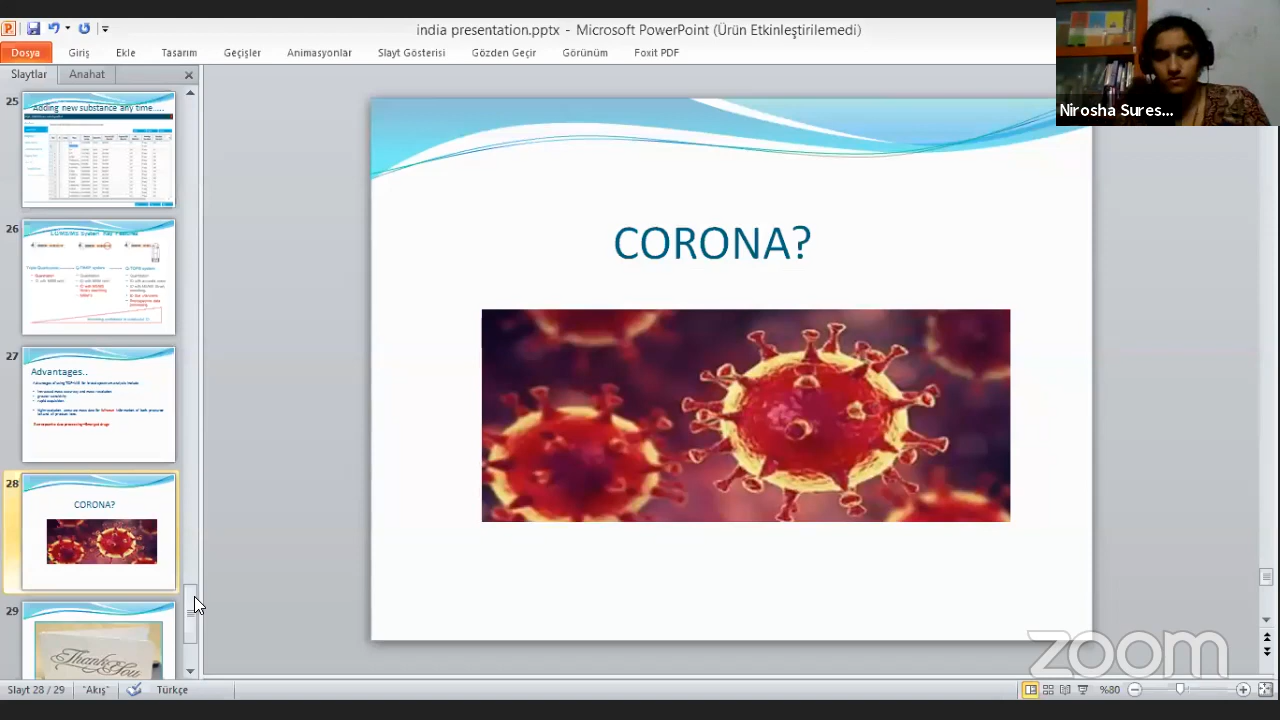 india presentation.pptx - Microsoft PowerPoint (Ürün Etkinleştirilemedi)
Dosya
Giriş
Ekle
Tasarım
Geçişler
Animasyonlar
Slayt Gösterisi
Gözden Geçir
Görünüm
Foxit PDF
Nirosha Sures...
Slaytlar
Anahat
25
Adding new substance any time.....
26
27
Advantages..
28
CORONA?
29
Thank You
CORONA?
zoom
Slayt 28 / 29
"Akış"
Türkçe
%80